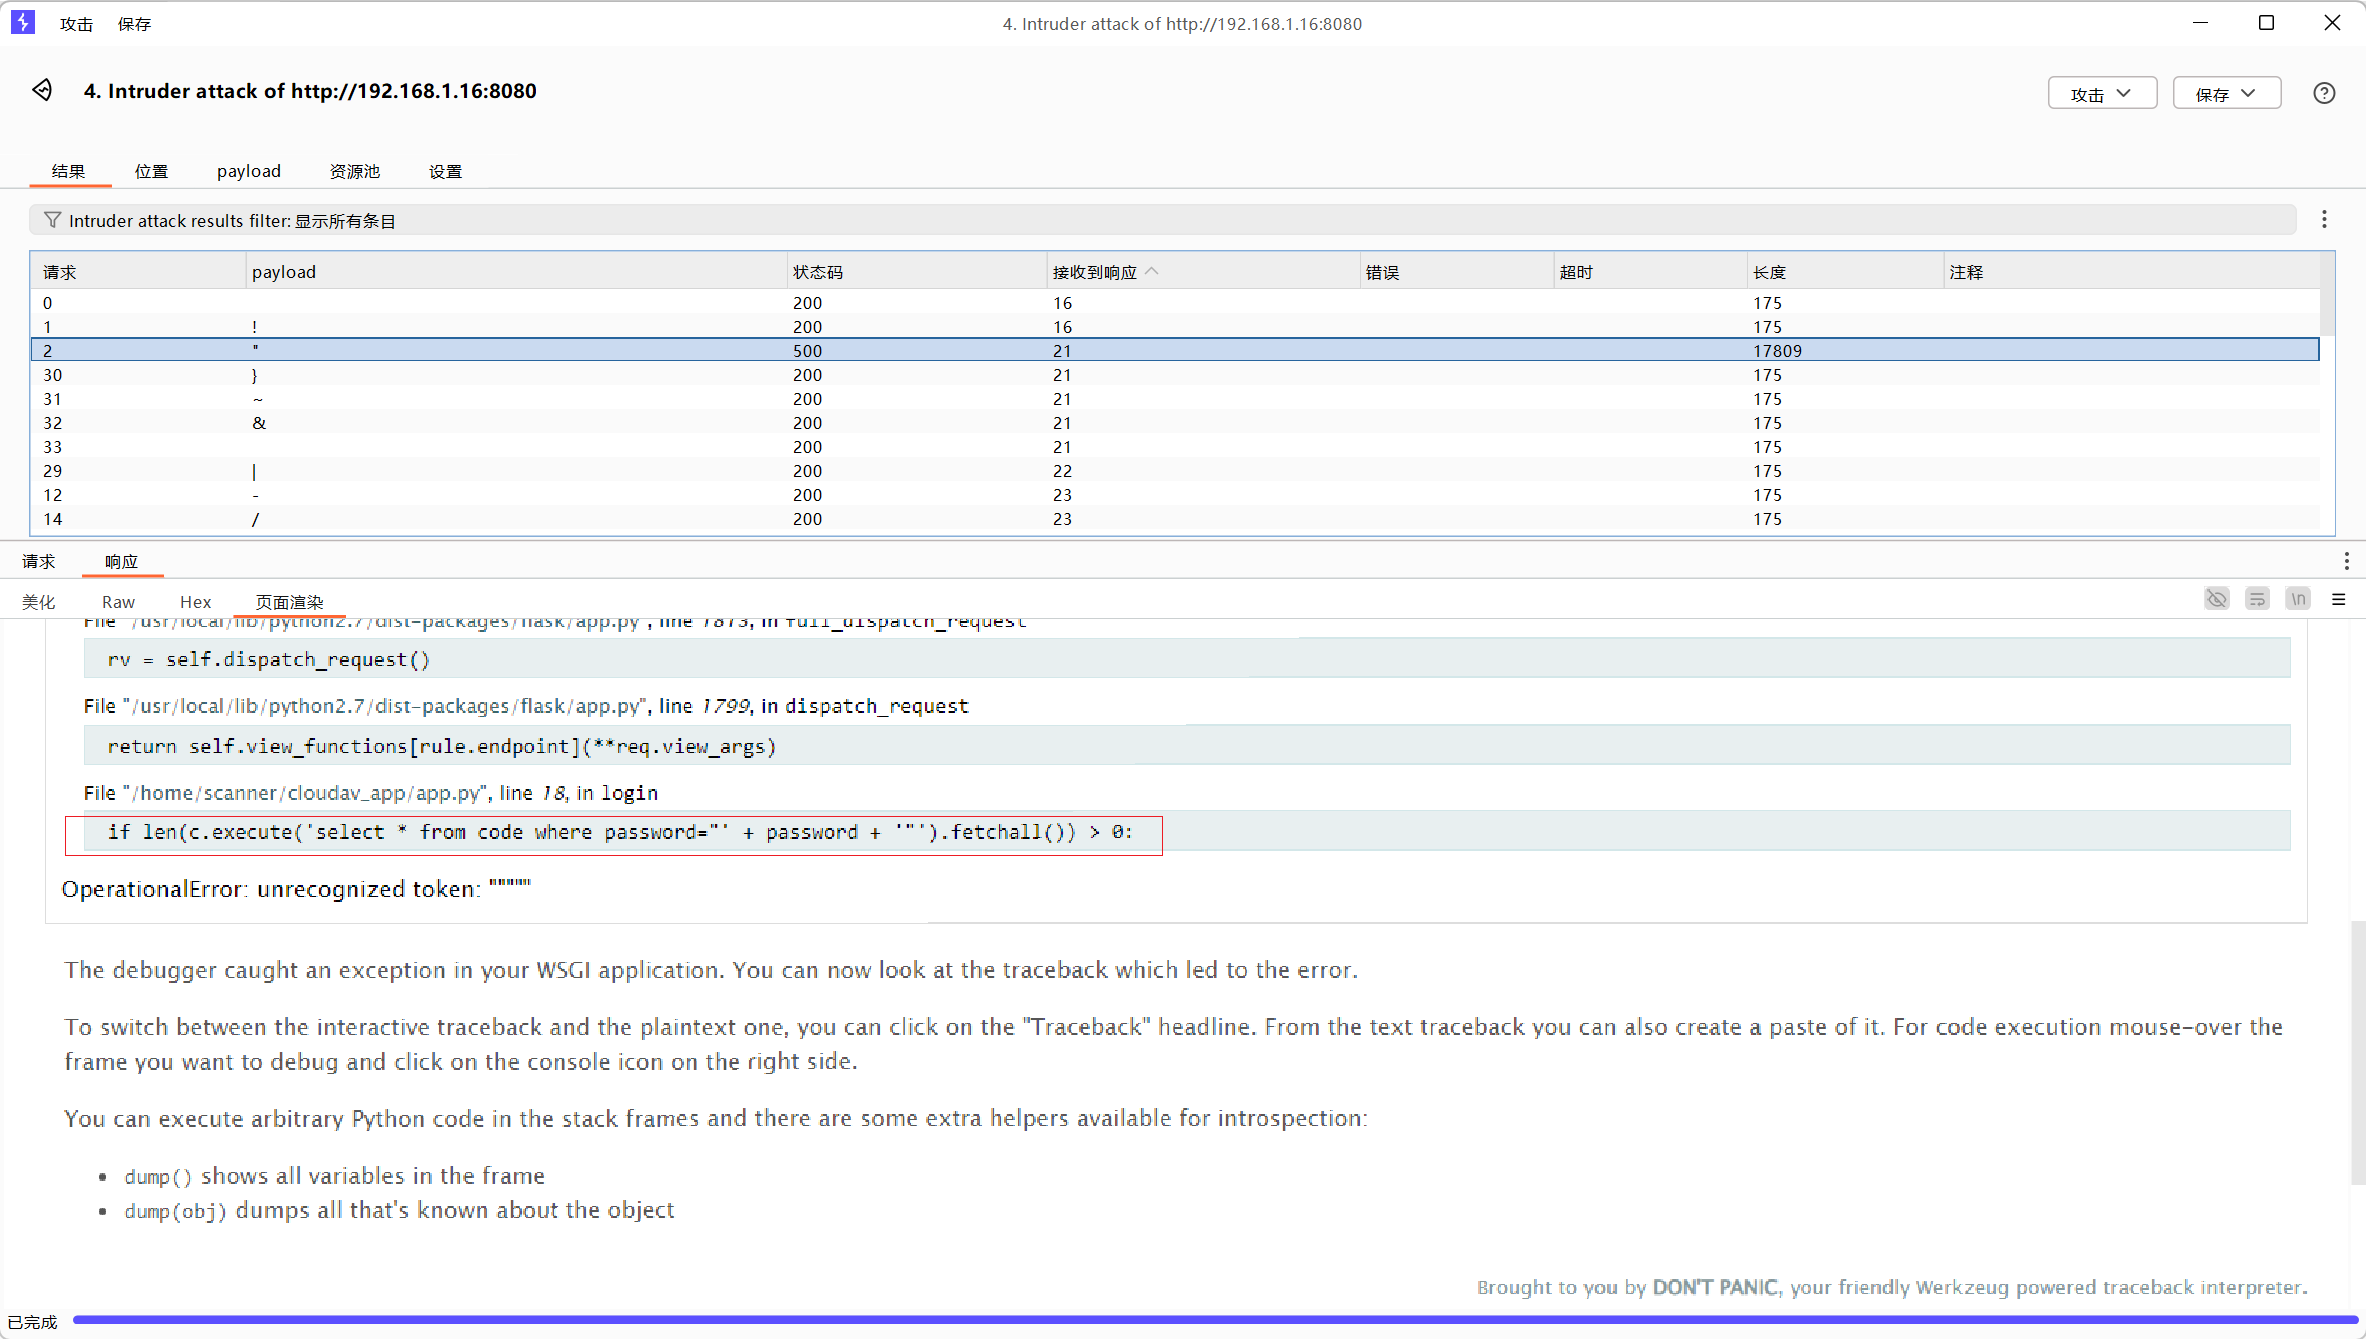 攻击 保存 4. Intruder attack of http://192.168.1.16:8080
4. Intruder attack of http://192.168.1.16:8080 攻击 保存
结果 位置 payload 资源池 设置
Intruder attack results filter: 显示所有条目
请求 payload 状态码 接收到响应 错误 超时 长度 注释
0 200 16 175
1 ! 200 16 175
2 " 500 21 17809
30 } 200 21 175
31 ~ 200 21 175
32 & 200 21 175
33 200 21 175
29 | 200 22 175
12 - 200 23 175
14 / 200 23 175
请求 响应
美化 Raw Hex 页面渲染 \n
File "/usr/local/lib/python2.7/dist-packages/flask/app.py", line 1813, in full_dispatch_request
rv = self.dispatch_request()
File "/usr/local/lib/python2.7/dist-packages/flask/app.py", line 1799, in dispatch_request
return self.view_functions[rule.endpoint](**req.view_args)
File "/home/scanner/cloudav_app/app.py", line 18, in login
if len(c.execute('select * from code where password="' + password + '"').fetchall()) > 0:
OperationalError: unrecognized token: """""
The debugger caught an exception in your WSGI application. You can now look at the traceback which led to the error.
To switch between the interactive traceback and the plaintext one, you can click on the "Traceback" headline. From the text traceback you can also create a paste of it. For code execution mouse-over the
frame you want to debug and click on the console icon on the right side.
You can execute arbitrary Python code in the stack frames and there are some extra helpers available for introspection:
• dump() shows all variables in the frame
• dump(obj) dumps all that's known about the object
Brought to you by DON'T PANIC, your friendly Werkzeug powered traceback interpreter.
已完成